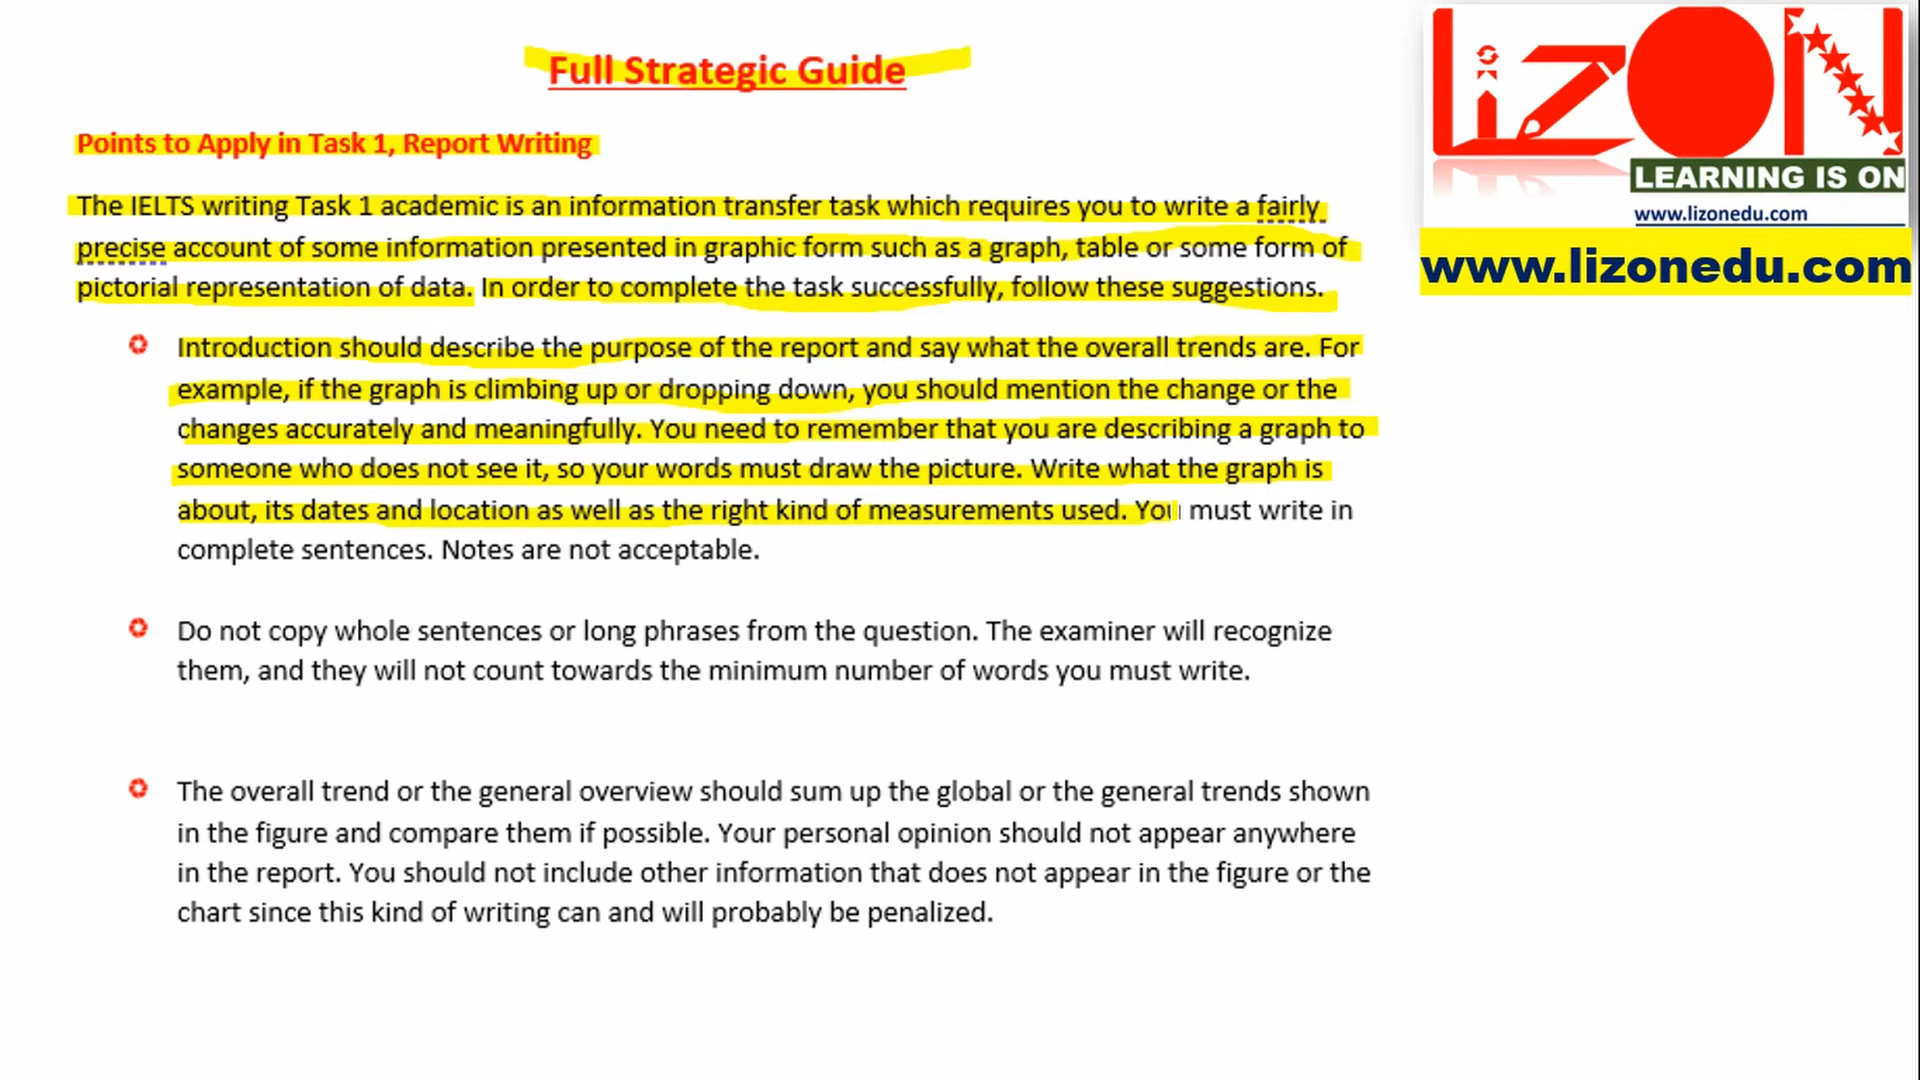 Full Strategic Guide
Points to Apply in Task 1, Report Writing
The IELTS writing Task 1 academic is an information transfer task which requires you to write a fairly
precise account of some information presented in graphic form such as a graph, table or some form of
pictorial representation of data. In order to complete the task successfully, follow these suggestions.
Introduction should describe the purpose of the report and say what the overall trends are. For
example, if the graph is climbing up or dropping down, you should mention the change or the
changes accurately and meaningfully. You need to remember that you are describing a graph to
someone who does not see it, so your words must draw the picture. Write what the graph is
about, its dates and location as well as the right kind of measurements used. You must write in
complete sentences. Notes are not acceptable.
Do not copy whole sentences or long phrases from the question. The examiner will recognize
them, and they will not count towards the minimum number of words you must write.
The overall trend or the general overview should sum up the global or the general trends shown
in the figure and compare them if possible. Your personal opinion should not appear anywhere
in the report. You should not include other information that does not appear in the figure or the
chart since this kind of writing can and will probably be penalized.
LizON
LEARNING IS ON
www.lizonedu.com
www.lizonedu.com